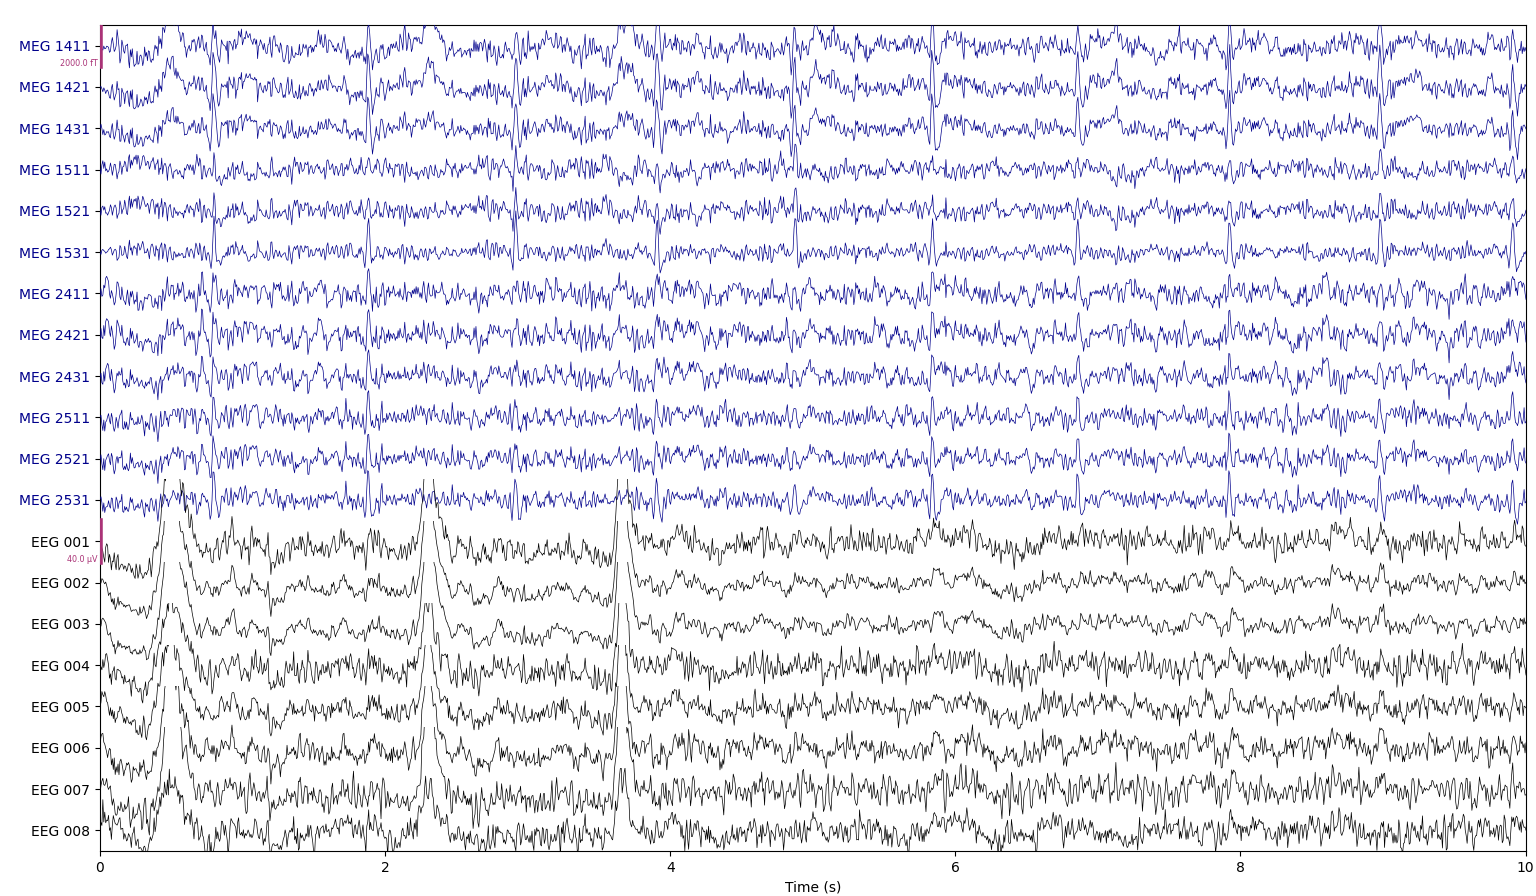 MEG 1411
2000.0 fT
MEG 1421
MEG 1431
MEG 1511
MEG 1521
MEG 1531
MEG 2411
MEG 2421
MEG 2431
MEG 2511
MEG 2521
MEG 2531
EEG 001
40.0 µV
EEG 002
EEG 003
EEG 004
EEG 005
EEG 006
EEG 007
EEG 008
0 2 4 6 8 10
Time (s)